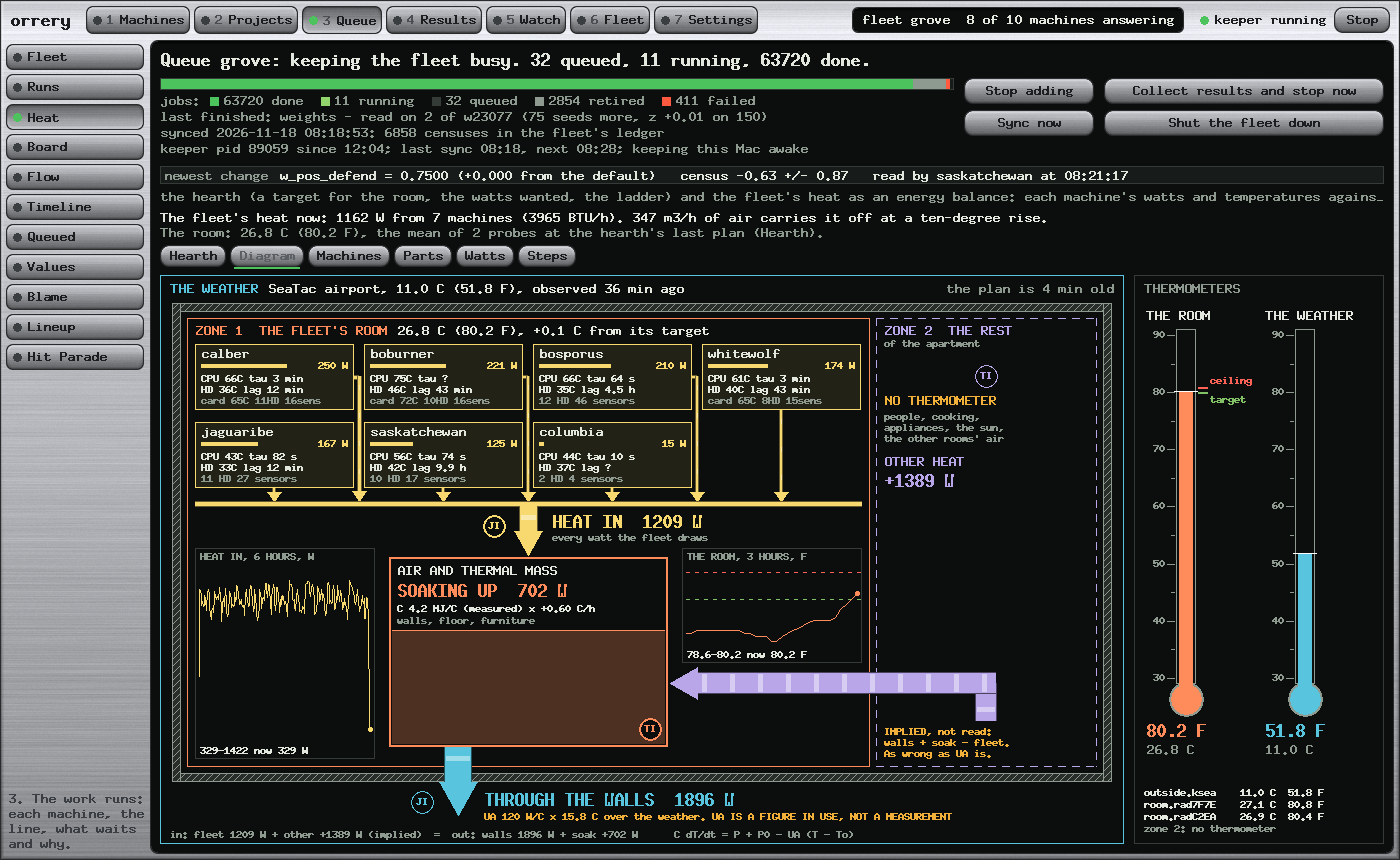 orrery
1 Machines
2 Projects
3 Queue
4 Results
5 Watch
6 Fleet
7 Settings
fleet grove 8 of 10 machines answering
keeper running
Stop
Fleet
Runs
Heat
Board
Flow
Timeline
Queued
Values
Blame
Lineup
Hit Parade
3. The work runs:
each machine, the
line, what waits
and why.
Queue grove: keeping the fleet busy. 32 queued, 11 running, 63720 done.
jobs: 63720 done 11 running 32 queued 2854 retired 411 failed
last finished: weights - read on 2 of w23077 (75 seeds more, z +0.01 on 150)
synced 2026-11-18 08:18:53: 6858 censuses in the fleet's ledger
keeper pid 89059 since 12:04; last sync 08:18, next 08:28; keeping this Mac awake
Stop adding
Collect results and stop now
Sync now
Shut the fleet down
newest change w_pos_defend = 0.7500 (+0.000 from the default) census -0.63 +/- 0.87 read by saskatchewan at 08:21:17
the hearth (a target for the room, the watts wanted, the ladder) and the fleet's heat as an energy balance: each machine's watts and temperatures agains…
The fleet's heat now: 1162 W from 7 machines (3965 BTU/h). 347 m3/h of air carries it off at a ten-degree rise.
The room: 26.8 C (80.2 F), the mean of 2 probes at the hearth's last plan (Hearth).
Hearth
Diagram
Machines
Parts
Watts
Steps
THE WEATHER SeaTac airport, 11.0 C (51.8 F), observed 36 min ago
the plan is 4 min old
ZONE 1 THE FLEET'S ROOM 26.8 C (80.2 F), +0.1 C from its target
calber
250 W
CPU 66C tau 3 min
HD 36C lag 12 min
card 65C 11HD 16sens
boburner
221 W
CPU 75C tau ?
HD 46C lag 43 min
card 72C 10HD 16sens
bosporus
210 W
CPU 66C tau 64 s
HD 35C lag 4.5 h
12 HD 46 sensors
whitewolf
174 W
CPU 61C tau 3 min
HD 40C lag 43 min
card 65C 8HD 15sens
jaguaribe
167 W
CPU 43C tau 82 s
HD 33C lag 12 min
11 HD 27 sensors
saskatchewan
125 W
CPU 56C tau 74 s
HD 42C lag 9.9 h
10 HD 17 sensors
columbia
15 W
CPU 44C tau 10 s
HD 37C lag ?
2 HD 4 sensors
JI
HEAT IN 1209 W
every watt the fleet draws
HEAT IN, 6 HOURS, W
329-1422 now 329 W
AIR AND THERMAL MASS
SOAKING UP 702 W
C 4.2 MJ/C (measured) x +0.60 C/h
walls, floor, furniture
TI
THE ROOM, 3 HOURS, F
78.6-80.2 now 80.2 F
ZONE 2 THE REST
of the apartment
TI
NO THERMOMETER
people, cooking,
appliances, the sun,
the other rooms' air
OTHER HEAT
+1389 W
IMPLIED, not read:
walls + soak - fleet.
As wrong as UA is.
JI
THROUGH THE WALLS 1896 W
UA 120 W/C x 15.8 C over the weather. UA IS A FIGURE IN USE, NOT A MEASUREMENT
in: fleet 1209 W + other +1389 W (implied) = out: walls 1896 W + soak +702 W C dT/dt = P + P0 - UA (T - To)
THERMOMETERS
THE ROOM
90
80
70
60
50
40
30
ceiling
target
80.2 F
26.8 C
THE WEATHER
90
80
70
60
50
40
30
51.8 F
11.0 C
outside.ksea 11.0 C 51.8 F
room.rad7F7E 27.1 C 80.8 F
room.radC2EA 26.9 C 80.4 F
zone 2: no thermometer